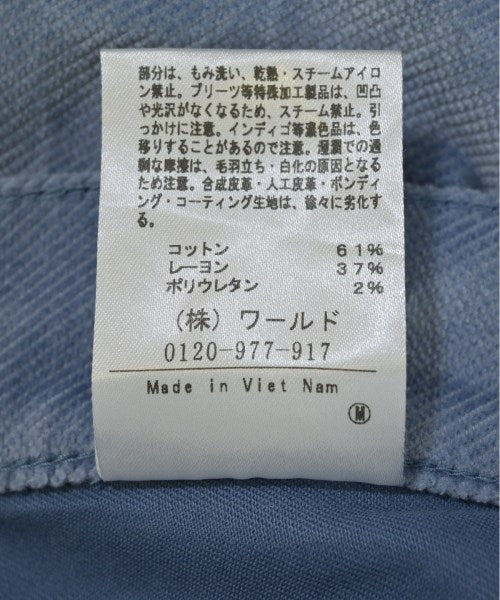 部分は、もみ洗い、乾熱・スチームアイロ
ン禁止。プリーツ等特殊加工製品は、凹凸
や光沢がなくなるため、スチーム禁止。引
っかけに注意。インディゴ等濃色品は、色
移りすることがあるので注意。湿潤での過
剰な摩擦は、毛羽立ち・白化の原因となる
ため注意。合成皮革・人工皮革・ボンディ
ング・コーティング生地は、徐々に劣化す
る。
コットン 61%
レーヨン 37%
ポリウレタン 2%
(株)ワールド
0120-977-917
Made in Viet Nam
Ⓜ